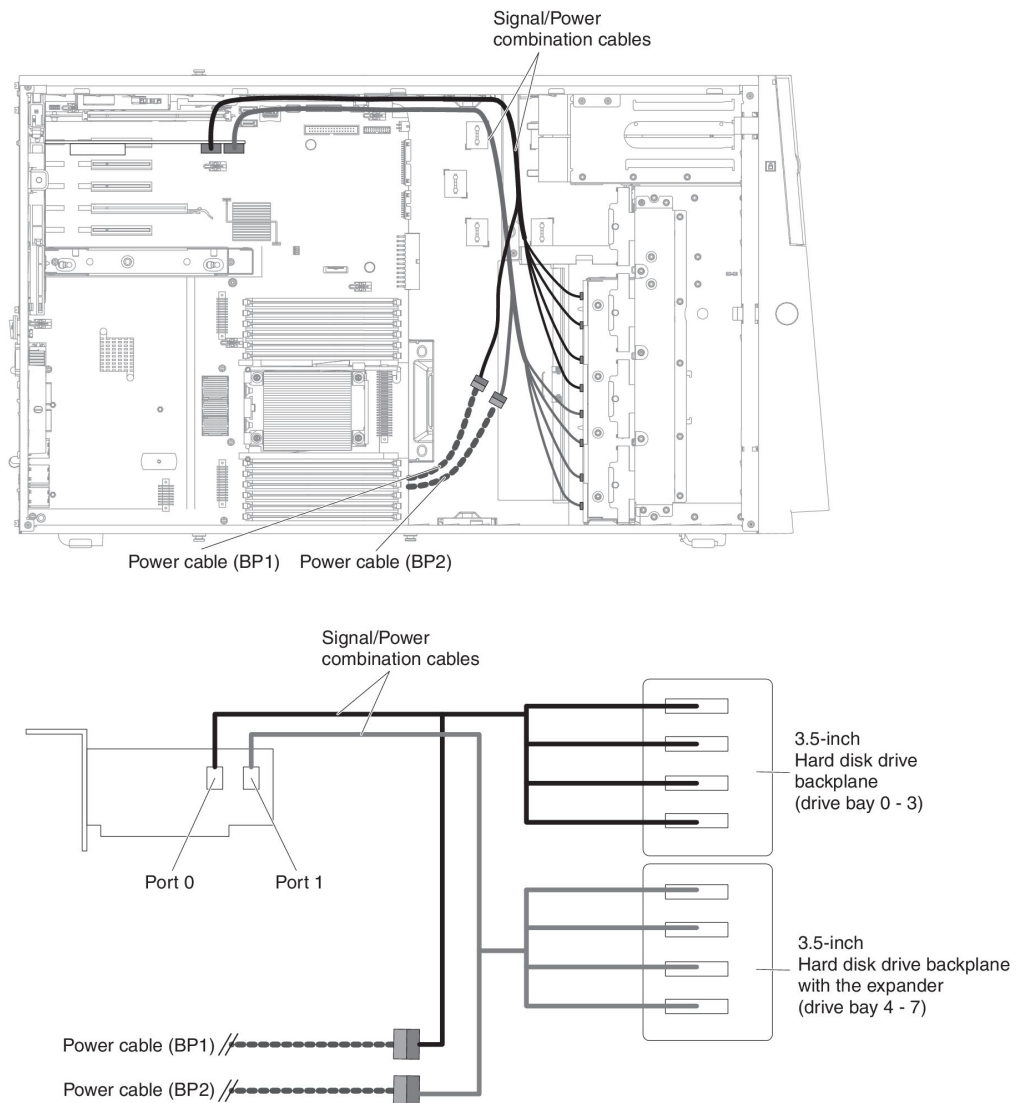 Signal/Power
combination cables
Power cable (BP1)
Power cable (BP2)
Signal/Power
combination cables
3.5-inch
Hard disk drive
backplane
(drive bay 0 - 3)
Port 0
Port 1
3.5-inch
Hard disk drive backplane
with the expander
(drive bay 4 - 7)
Power cable (BP1)
Power cable (BP2)